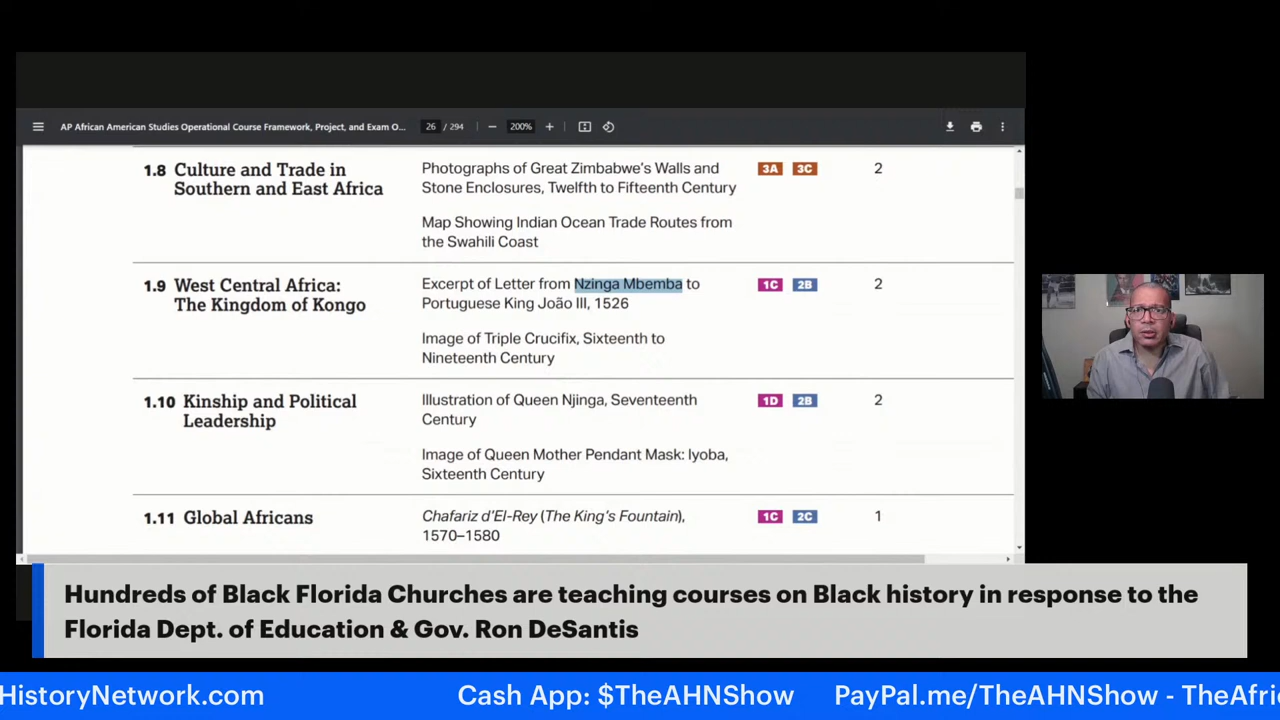 AP African American Studies Operational Course Framework, Project, and Exam O...
26 / 294
200%
1.8 Culture and Trade in
Southern and East Africa
Photographs of Great Zimbabwe's Walls and
Stone Enclosures, Twelfth to Fifteenth Century
Map Showing Indian Ocean Trade Routes from
the Swahili Coast
3A 3C
2
1.9 West Central Africa:
The Kingdom of Kongo
Excerpt of Letter from Nzinga Mbemba to
Portuguese King João III, 1526
Image of Triple Crucifix, Sixteenth to
Nineteenth Century
1C 2B
2
1.10 Kinship and Political
Leadership
Illustration of Queen Njinga, Seventeenth
Century
Image of Queen Mother Pendant Mask: Iyoba,
Sixteenth Century
1D 2B
2
1.11 Global Africans
Chafariz d'El-Rey (The King's Fountain),
1570–1580
1C 2C
1
Hundreds of Black Florida Churches are teaching courses on Black history in response to the
Florida Dept. of Education & Gov. Ron DeSantis
HistoryNetwork.com Cash App: $TheAHNShow PayPal.me/TheAHNShow - TheAfri